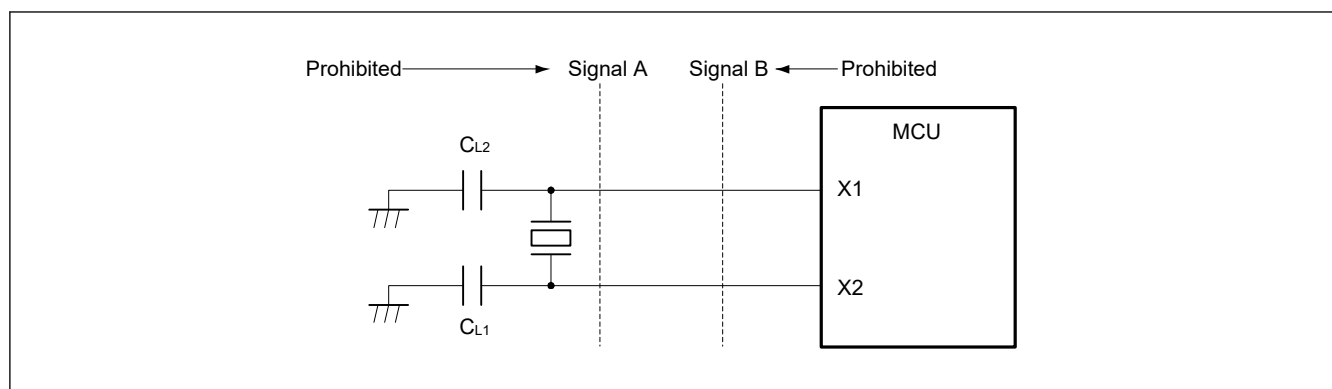 Prohibited Signal A Signal B Prohibited
MCU
CL2
X1
X2
CL1